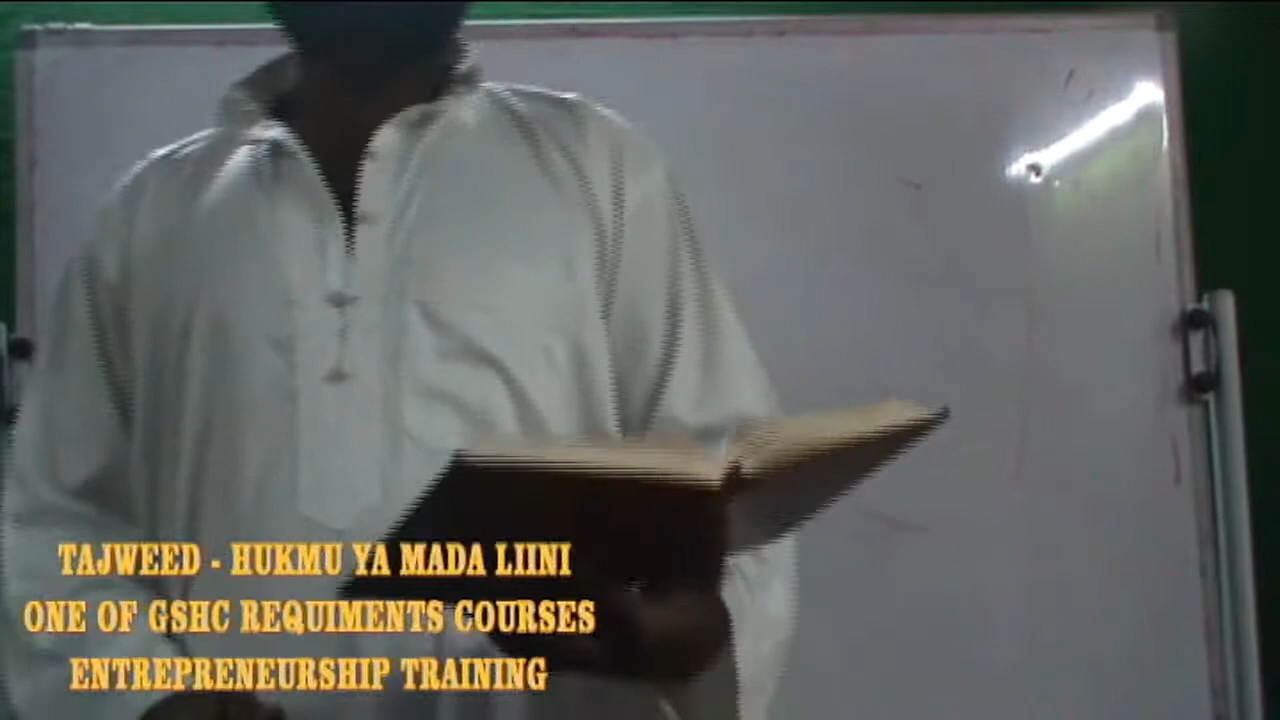 TAJWEED - HUKMU YA MADA LIINI
ONE OF GSHC REQUIMENTS COURSES
ENTREPRENEURSHIP TRAINING